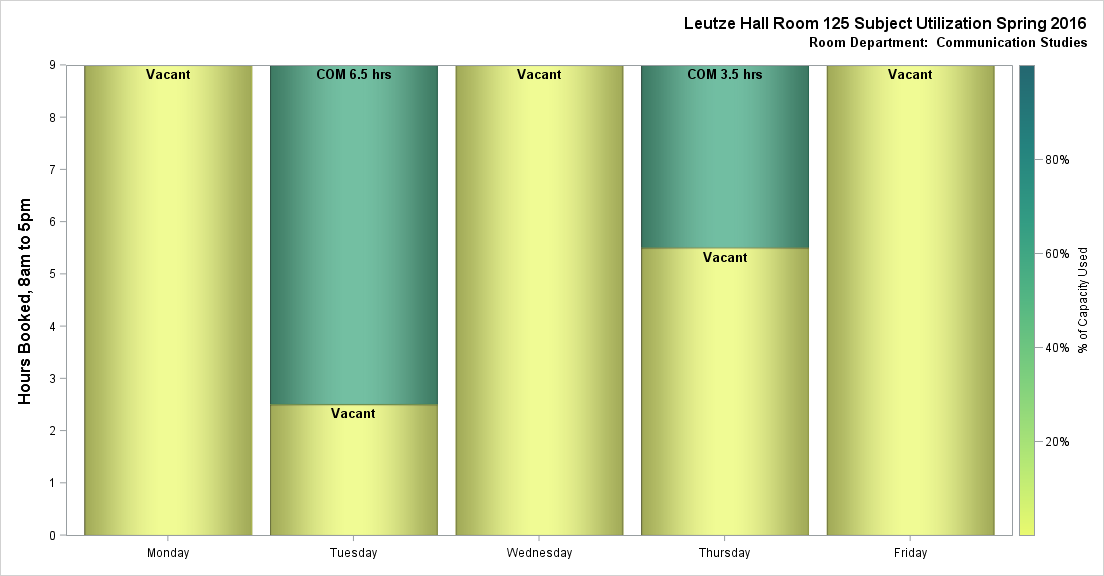 Leutze Hall Room 125 Subject Utilization Spring 2016
Room Department:  Communication Studies
Hours Booked, 8am to 5pm
9
8
7
6
5
4
3
2
1
0
Vacant
COM 6.5 hrs
Vacant
Vacant
COM 3.5 hrs
Vacant
Vacant
Monday
Tuesday
Wednesday
Thursday
Friday
80%
60%
40%
20%
% of Capacity Used